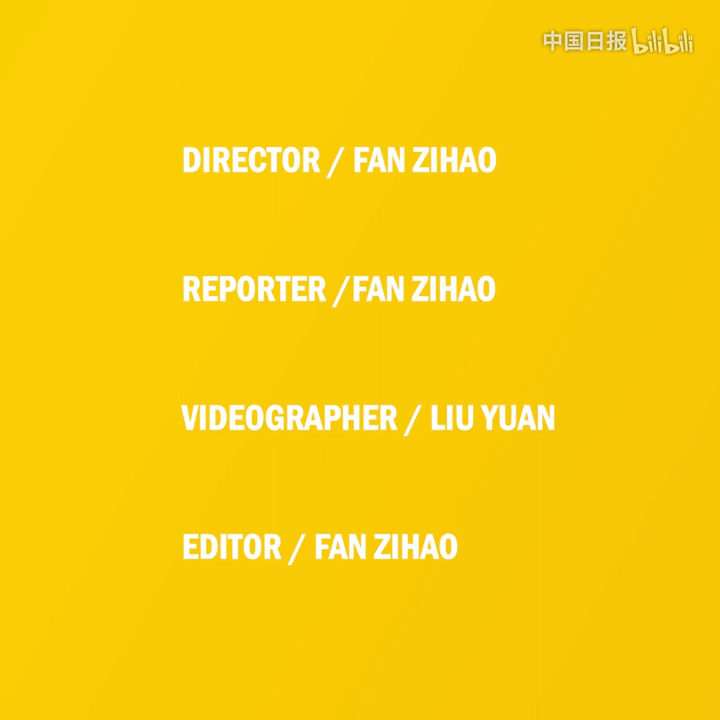 中国日报 bilibili
DIRECTOR / FAN ZIHAO
REPORTER /FAN ZIHAO
VIDEOGRAPHER / LIU YUAN
EDITOR / FAN ZIHAO